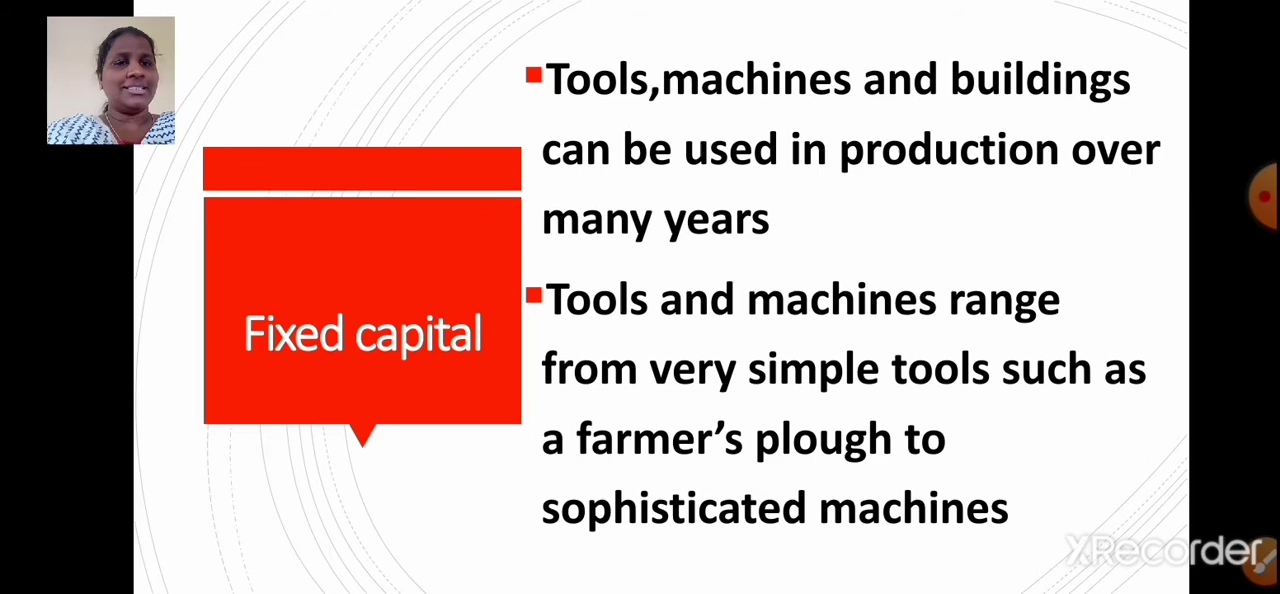 Fixed capital
Tools,machines and buildings
can be used in production over
many years
Tools and machines range
from very simple tools such as
a farmer’s plough to
sophisticated machines
XRecorder